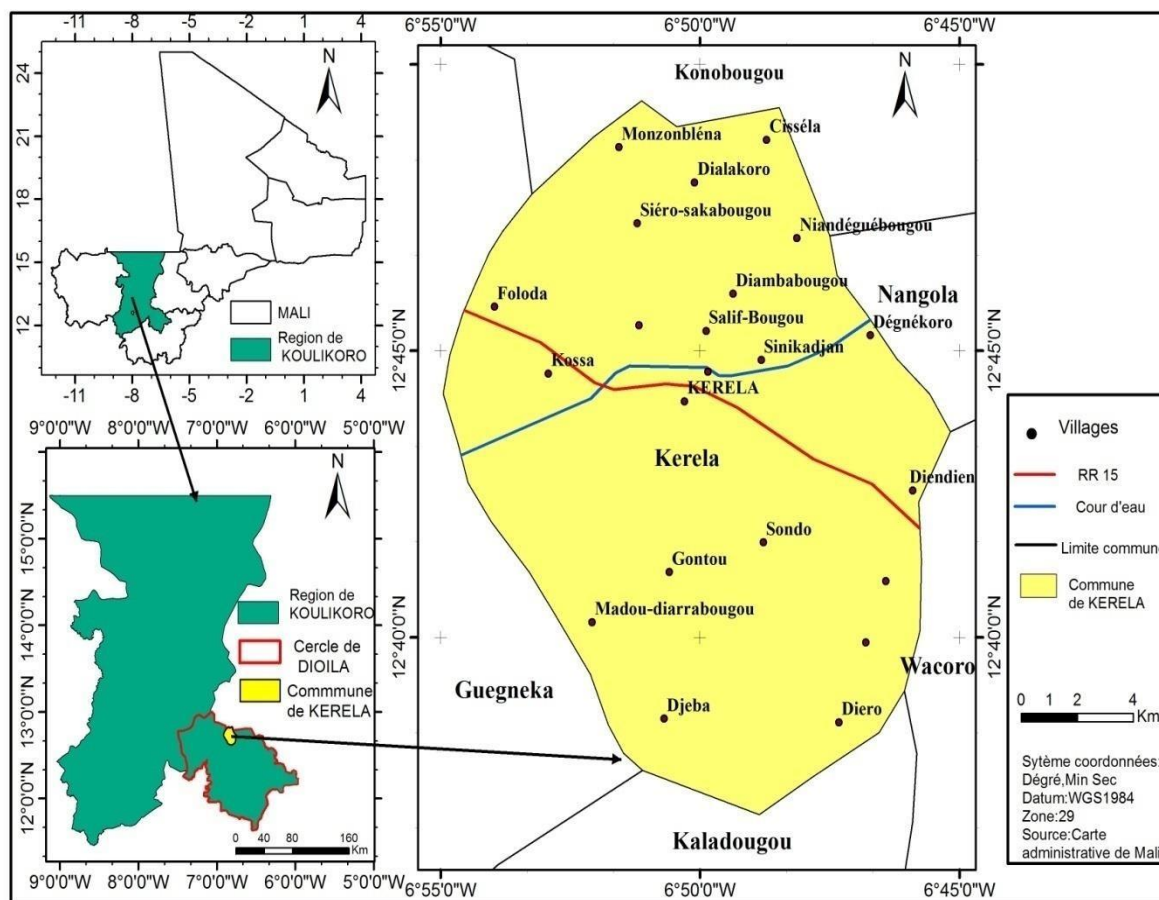 -11 -8 -5 -2 1 4
24
21
18
15
12
N
MALI
Region de
KOULIKORO
-11 -8 -5 -2 1 4
9°0'0"W 8°0'0"W 7°0'0"W 6°0'0"W 5°0'0"W
15°0'0"N
14°0'0"N
13°0'0"N
12°0'0"N
N
Region de
KOULIKORO
Cercle de
DIOILA
Commmune
de KERELA
0 40 80 160
Km
9°0'0"W 8°0'0"W 7°0'0"W 6°0'0"W 5°0'0"W
6°55'0"W 6°50'0"W 6°45'0"W
12°45'0"N
12°40'0"N
N
Konobougou
Monzonbléna
Cisséla
Dialakoro
Siéro-sakabougou
Niandéguébougou
Diambabougou
Nangola
Foloda
Salif-Bougou
Dégnékoro
Sinikadjan
Kossa
KERELA
Kerela
Diendien
Sondo
Gontou
Madou-diarrabougou
Wacoro
Guegneka
Djeba
Diero
Kaladougou
12°45'0"N
12°40'0"N
6°55'0"W 6°50'0"W 6°45'0"W
Villages
RR 15
Cour d'eau
Limite commune
Commune
de KERELA
0 2 4
Km
Sytème coordonnées:
Dégré,Min Sec
Datum:WGS1984
Zone:29
Source:Carte
administrative de Mali